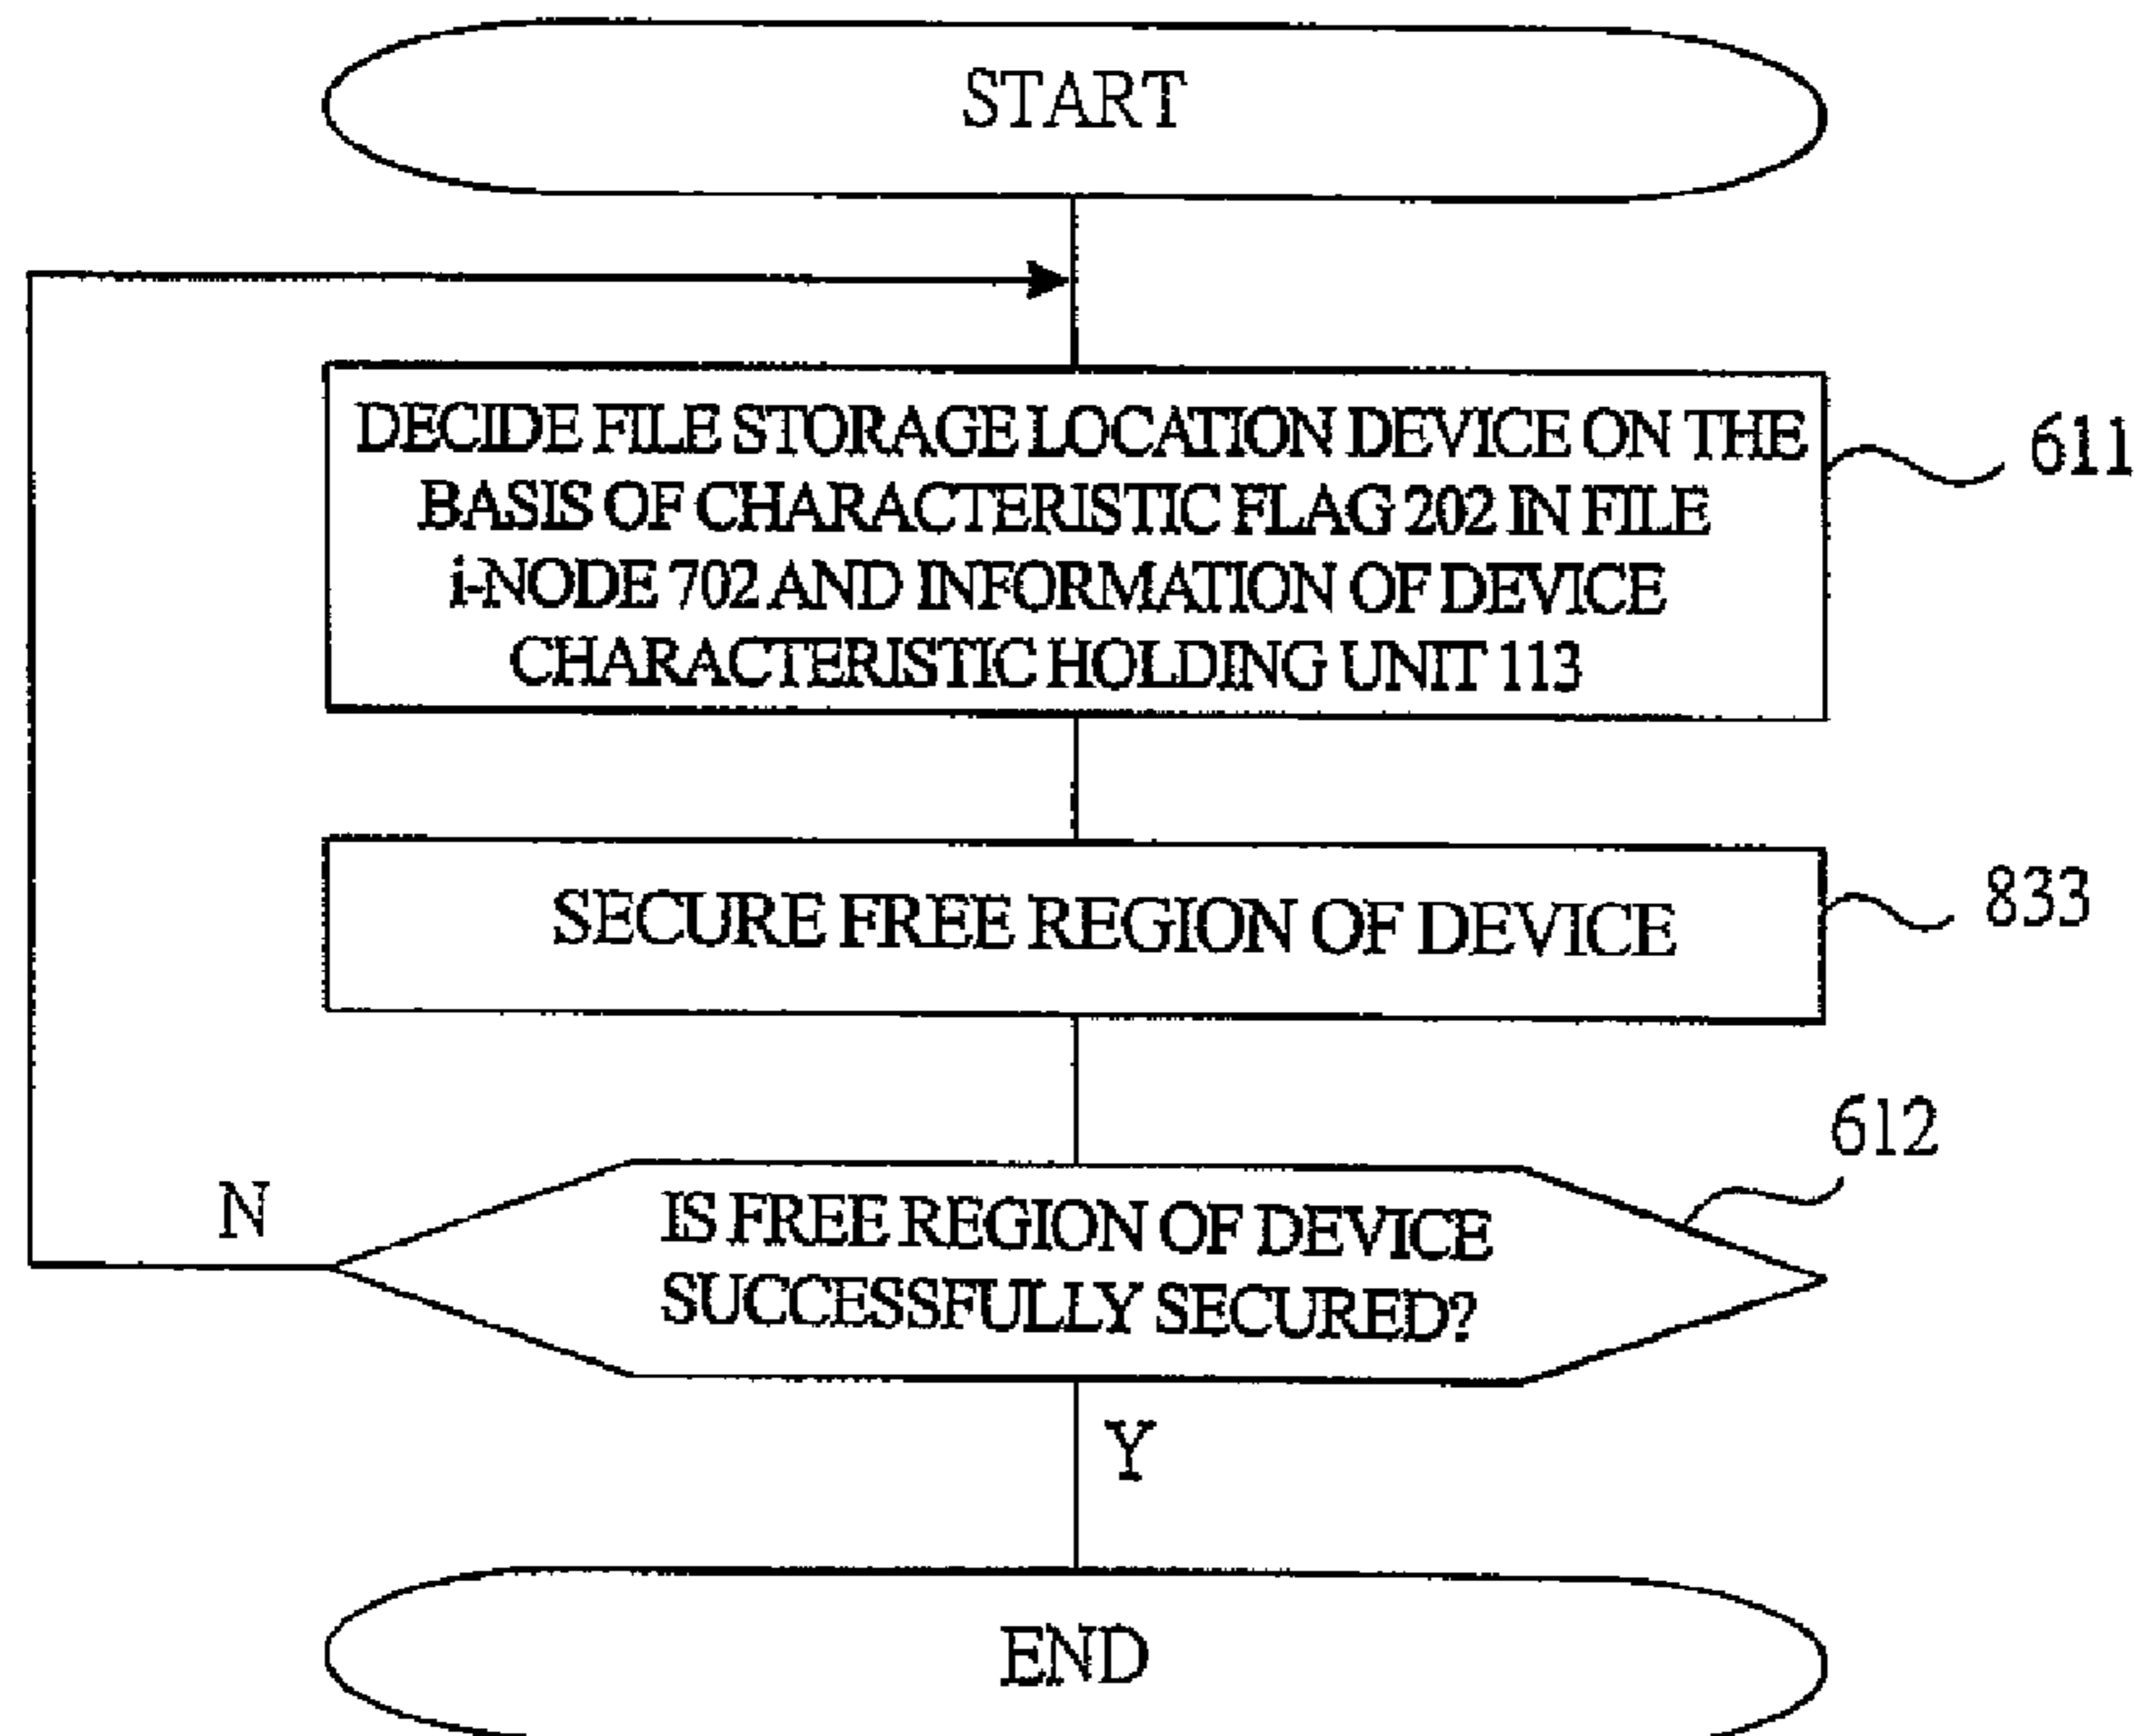 START
DECIDE FILE STORAGE LOCATION DEVICE ON THE
BASIS OF CHARACTERISTIC FLAG 202 IN FILE
i-NODE 702 AND INFORMATION OF DEVICE
CHARACTERISTIC HOLDING UNIT 113
611
SECURE FREE REGION OF DEVICE
833
612
N
IS FREE REGION OF DEVICE
SUCCESSFULLY SECURED?
Y
END